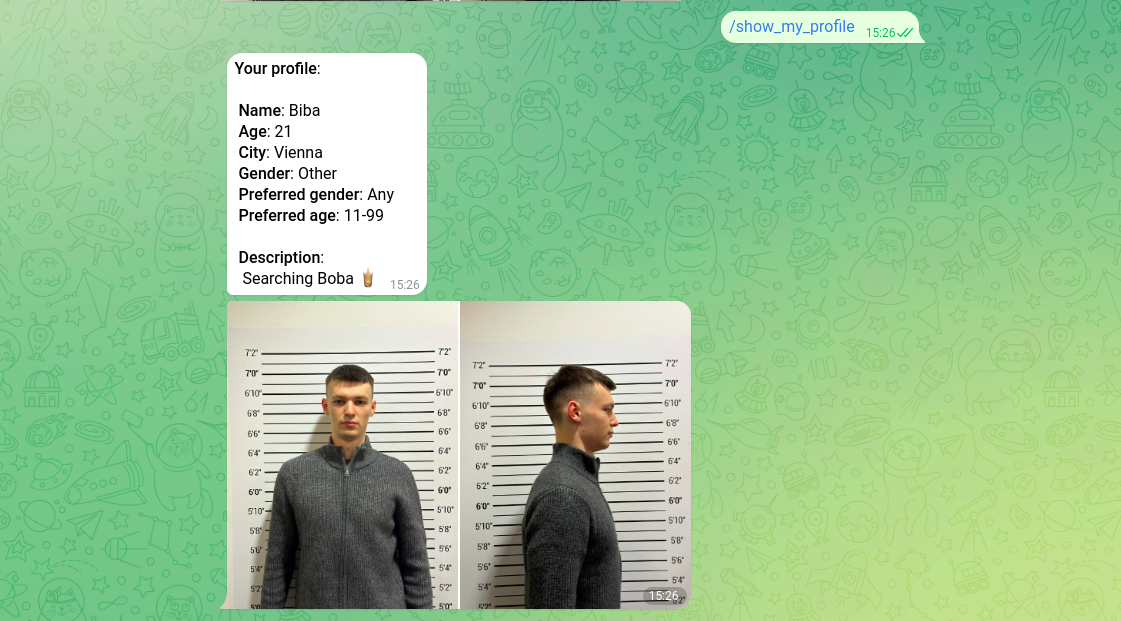 /show_my_profile 15:26
Your profile:
Name: Biba
Age: 21
City: Vienna
Gender: Other
Preferred gender: Any
Preferred age: 11-99
Description:
Searching Boba 🧋 15:26
7'2" 7'2"
7'0" 7'0"
6'10" 6'10"
6'8" 6'8"
6'6" 6'6"
6'4" 6'4"
6'2" 6'2"
6'0" 6'0"
5'10" 5'10"
5'8" 5'8"
5'6" 5'6"
5'4" 5'4"
5'2" 5'2"
5'0" 5'0"
7'2" 7'2"
7'0" 7'0"
6'10" 6'10"
6'8" 6'8"
6'6" 6'6"
6'4" 6'4"
6'2" 6'2"
6'0" 6'0"
5'10" 5'10"
5'8" 5'8"
5'6" 5'6"
5'4" 5'4"
5'2"
15:26